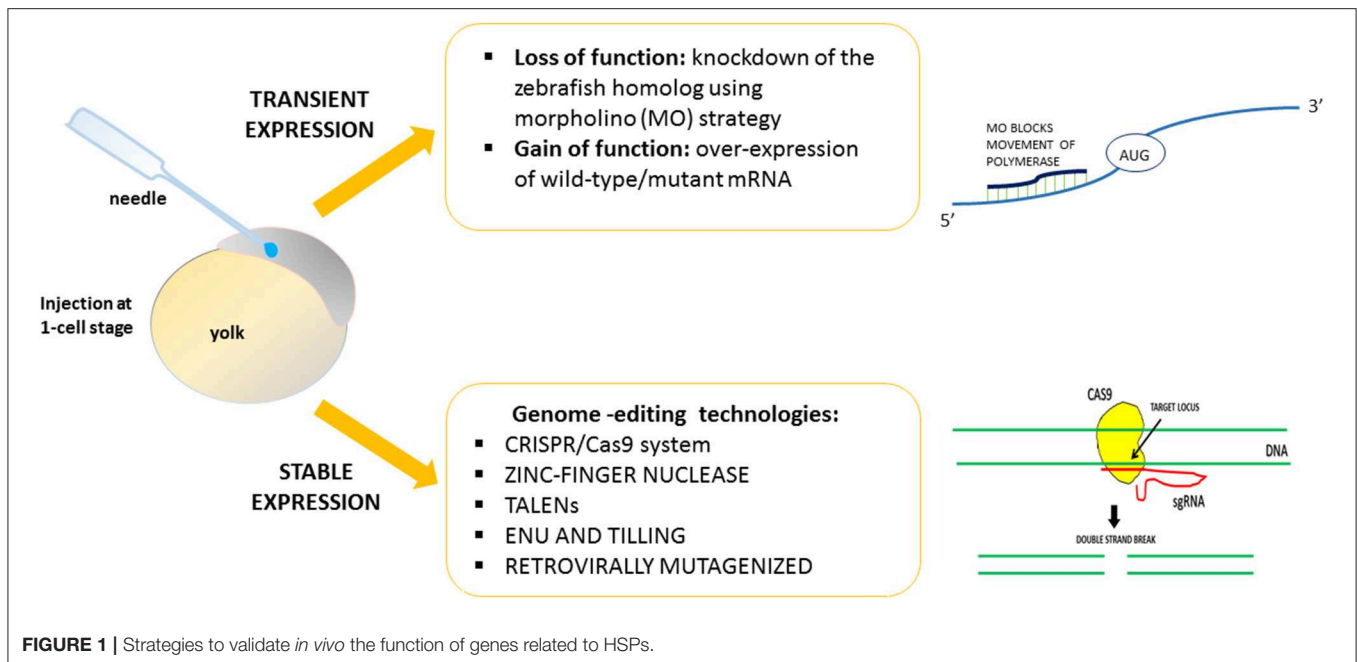 TRANSIENT
EXPRESSION
needle
Injection at
1-cell stage
yolk
STABLE
EXPRESSION
▪ Loss of function: knockdown of the
zebrafish homolog using
morpholino (MO) strategy
▪ Gain of function: over-expression
of wild-type/mutant mRNA
MO BLOCKS
MOVEMENT OF
POLYMERASE
AUG
3’
5’
Genome -editing technologies:
▪ CRISPR/Cas9 system
▪ ZINC-FINGER NUCLEASE
▪ TALENs
▪ ENU AND TILLING
▪ RETROVIRALLY MUTAGENIZED
CAS9
TARGET LOCUS
DNA
sgRNA
DOUBLE STRAND BREAK
FIGURE 1 | Strategies to validate in vivo the function of genes related to HSPs.